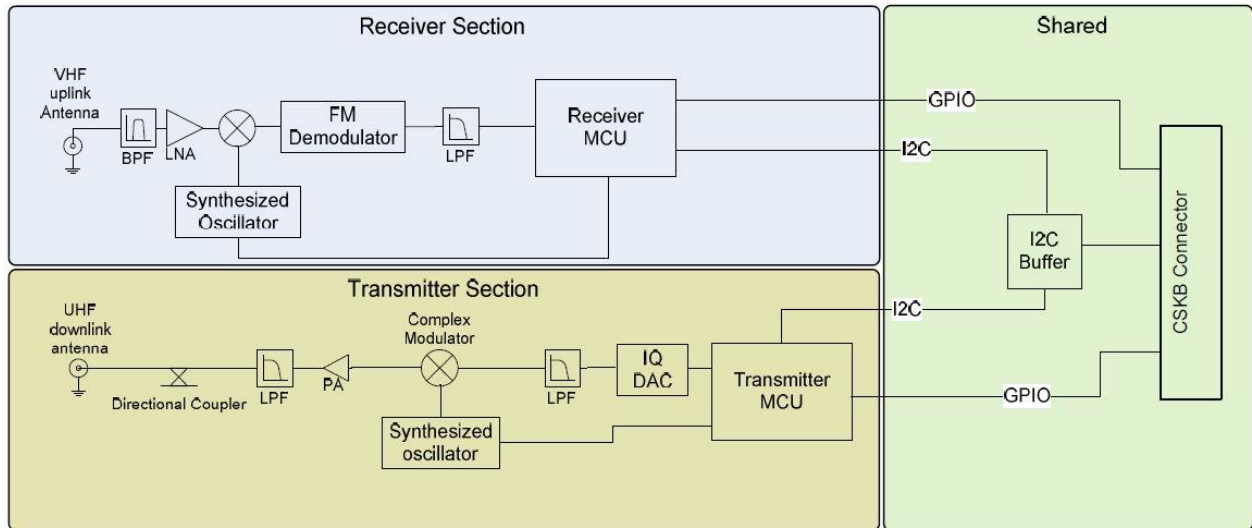 Receiver Section
VHF
uplink
Antenna
BPF
LNA
FM
Demodulator
LPF
Receiver
MCU
Synthesized
Oscillator
Transmitter Section
UHF
downlink
antenna
Directional Coupler
LPF
PA
Complex
Modulator
LPF
IQ
DAC
Transmitter
MCU
Synthesized
oscillator
Shared
GPIO
I2C
I2C
Buffer
I2C
GPIO
CSKB Connector